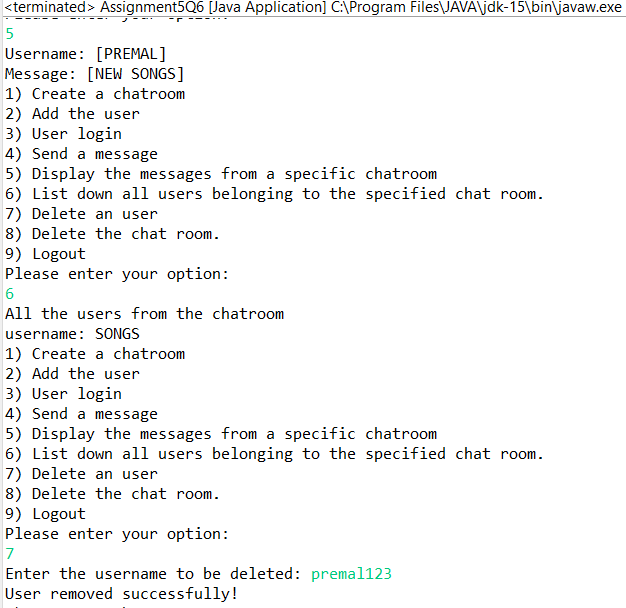 <terminated> Assignment5Q6 [Java Application] C:\Program Files\JAVA\jdk-15\bin\javaw.exe
5
Username: [PREMAL]
Message: [NEW SONGS]
1) Create a chatroom
2) Add the user
3) User login
4) Send a message
5) Display the messages from a specific chatroom
6) List down all users belonging to the specified chat room.
7) Delete an user
8) Delete the chat room.
9) Logout
Please enter your option:
6
All the users from the chatroom
username: SONGS
1) Create a chatroom
2) Add the user
3) User login
4) Send a message
5) Display the messages from a specific chatroom
6) List down all users belonging to the specified chat room.
7) Delete an user
8) Delete the chat room.
9) Logout
Please enter your option:
7
Enter the username to be deleted: premal123
User removed successfully!